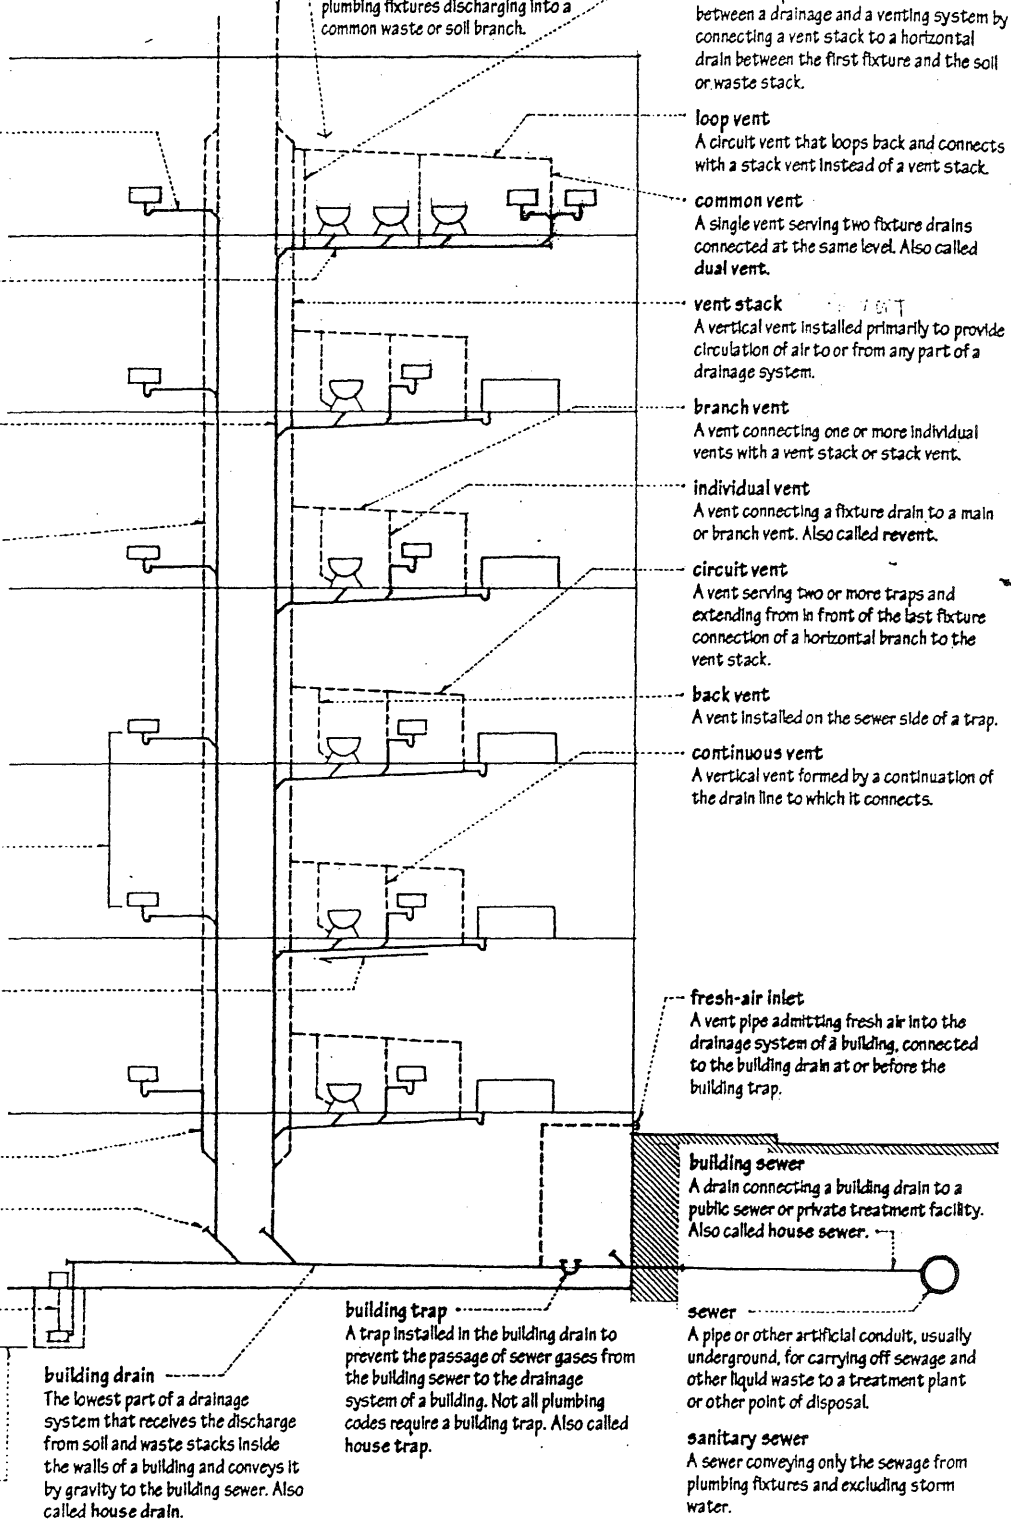 plumbing fixtures discharging into a
common waste or soil branch.
between a drainage and a venting system by
connecting a vent stack to a horizontal
drain between the first fixture and the soil
or waste stack.
loop vent
A circuit vent that loops back and connects
with a stack vent instead of a vent stack.
common vent
A single vent serving two fixture drains
connected at the same level. Also called
dual vent.
vent stack
A vertical vent installed primarily to provide
circulation of air to or from any part of a
drainage system.
branch vent
A vent connecting one or more individual
vents with a vent stack or stack vent.
individual vent
A vent connecting a fixture drain to a main
or branch vent. Also called revent.
circuit vent
A vent serving two or more traps and
extending from in front of the last fixture
connection of a horizontal branch to the
vent stack.
back vent
A vent installed on the sewer side of a trap.
continuous vent
A vertical vent formed by a continuation of
the drain line to which it connects.
fresh-air inlet
A vent pipe admitting fresh air into the
drainage system of a building, connected
to the building drain at or before the
building trap.
building sewer
A drain connecting a building drain to a
public sewer or private treatment facility.
Also called house sewer.
sewer
A pipe or other artificial conduit, usually
underground, for carrying off sewage and
other liquid waste to a treatment plant
or other point of disposal.
sanitary sewer
A sewer conveying only the sewage from
plumbing fixtures and excluding storm
water.
building trap
A trap installed in the building drain to
prevent the passage of sewer gases from
the building sewer to the drainage
system of a building. Not all plumbing
codes require a building trap. Also called
house trap.
building drain
The lowest part of a drainage
system that receives the discharge
from soil and waste stacks inside
the walls of a building and conveys it
by gravity to the building sewer. Also
called house drain.